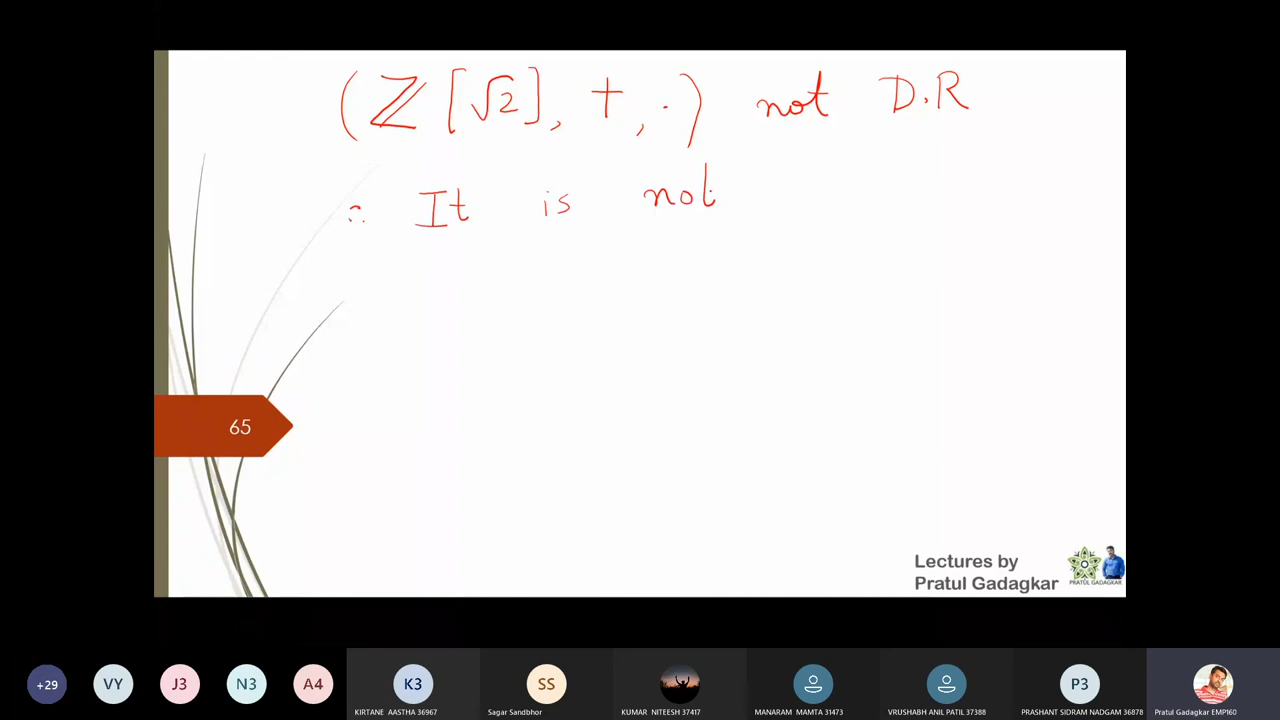 (ℤ[√2], +, ·) not D.R
∴ It is not
65
Lectures by
Pratul Gadagkar
PRATUL GADAGKAR
+29 VY J3 N3 A4 K3 SS P3
KIRTANE AASTHA 36967 Sagar Sandbhor KUMAR NITEESH 37417 MANARAM MAMTA 31473 VRUSHABH ANIL PATIL 37388 PRASHANT SIDRAM NADGAM 36878 Pratul Gadagkar EMP160